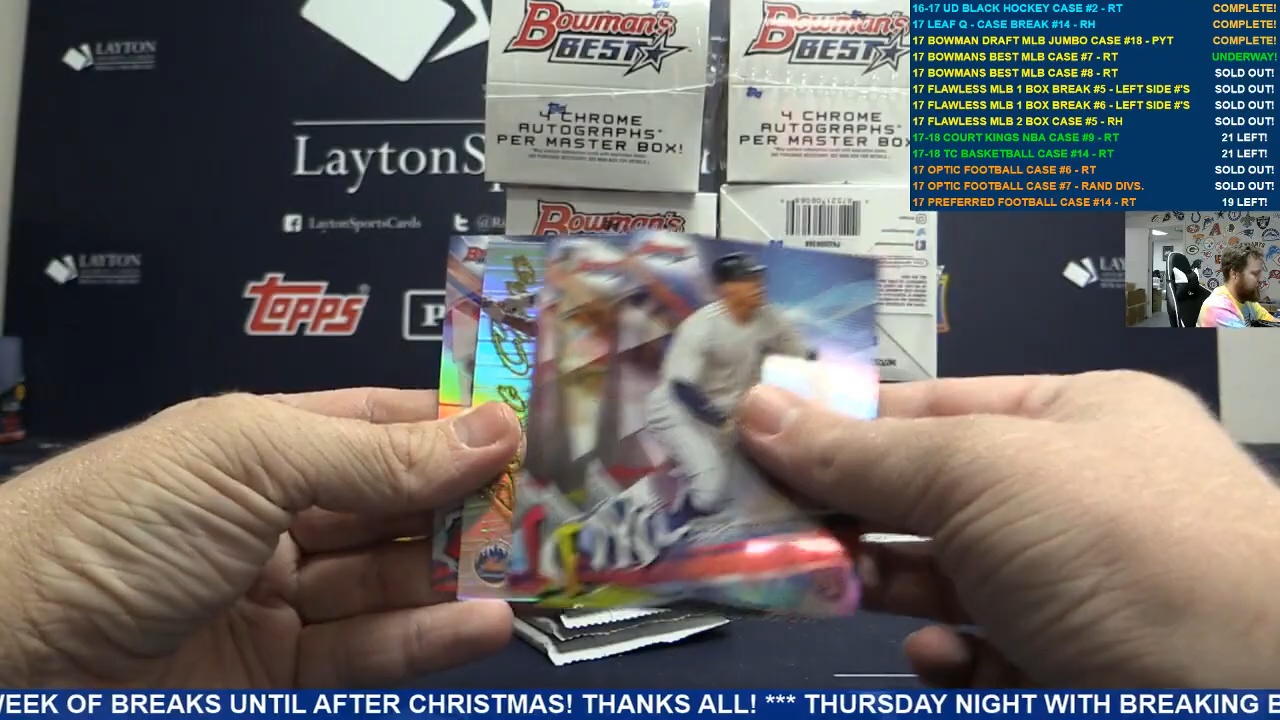 16-17 UD BLACK HOCKEY CASE #2 - RT COMPLETE!
17 LEAF Q - CASE BREAK #14 - RH COMPLETE!
17 BOWMAN DRAFT MLB JUMBO CASE #18 - PYT COMPLETE!
17 BOWMANS BEST MLB CASE #7 - RT UNDERWAY!
17 BOWMANS BEST MLB CASE #8 - RT SOLD OUT!
17 FLAWLESS MLB 1 BOX BREAK #5 - LEFT SIDE #'S SOLD OUT!
17 FLAWLESS MLB 1 BOX BREAK #6 - LEFT SIDE #'S SOLD OUT!
17 FLAWLESS MLB 2 BOX CASE #5 - RH SOLD OUT!
17-18 COURT KINGS NBA CASE #9 - RT 21 LEFT!
17-18 TC BASKETBALL CASE #14 - RT 21 LEFT!
17 OPTIC FOOTBALL CASE #6 - RT SOLD OUT!
17 OPTIC FOOTBALL CASE #7 - RAND DIVS. SOLD OUT!
17 PREFERRED FOOTBALL CASE #14 - RT 19 LEFT!
Bowman's
BEST
4 CHROME
AUTOGRAPHS*
PER MASTER BOX!
Bowman's
BEST
4 CHROME
AUTOGRAPHS
PER MASTER BOX!
LAYTON
LaytonSp
LaytonSportsCards
Bowman's
LAYTON
LAYTON
TOPPS
P
NY
WEEK OF BREAKS UNTIL AFTER CHRISTMAS! THANKS ALL! *** THURSDAY NIGHT WITH BREAKING B